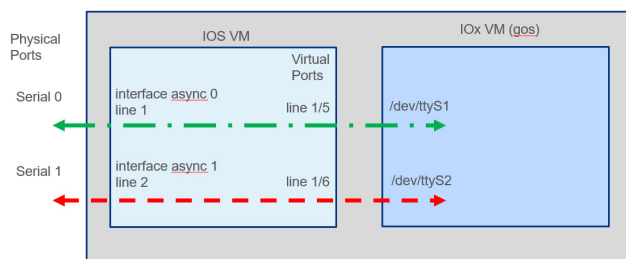 IOS VM
IOx VM (gos)
Physical
Ports
Virtual
Ports
Serial 0
interface async 0
line 1
line 1/5
/dev/ttyS1
Serial 1
interface async 1
line 2
line 1/6
/dev/ttyS2